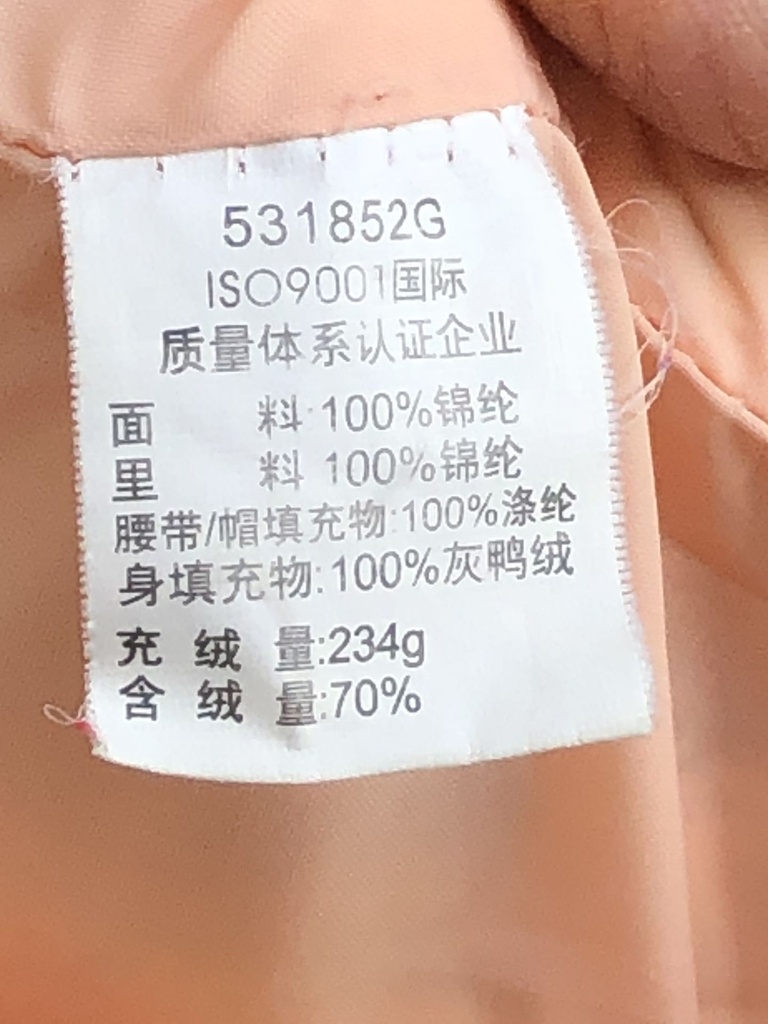 531852G
ISO9001国际
质量体系认证企业
面 料 100%锦纶
里 料 100%锦纶
腰带/帽填充物:100%涤纶
身填充物:100%灰鸭绒
充 绒 量:234g
含 绒 量:70%